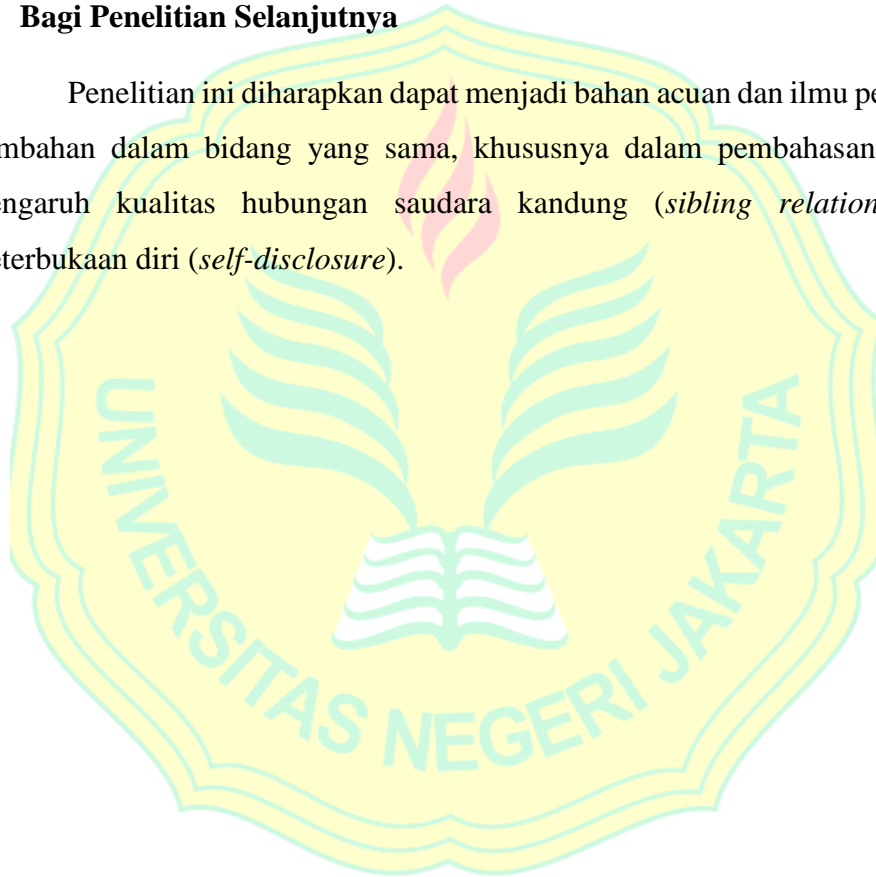 Bagi Penelitian Selanjutnya
Penelitian ini diharapkan dapat menjadi bahan acuan dan ilmu pe
mbahan dalam bidang yang sama, khususnya dalam pembahasan
engaruh kualitas hubungan saudara kandung (sibling relation
eterbukaan diri (self-disclosure).
UNIVERSITAS NEGERI JAKARTA